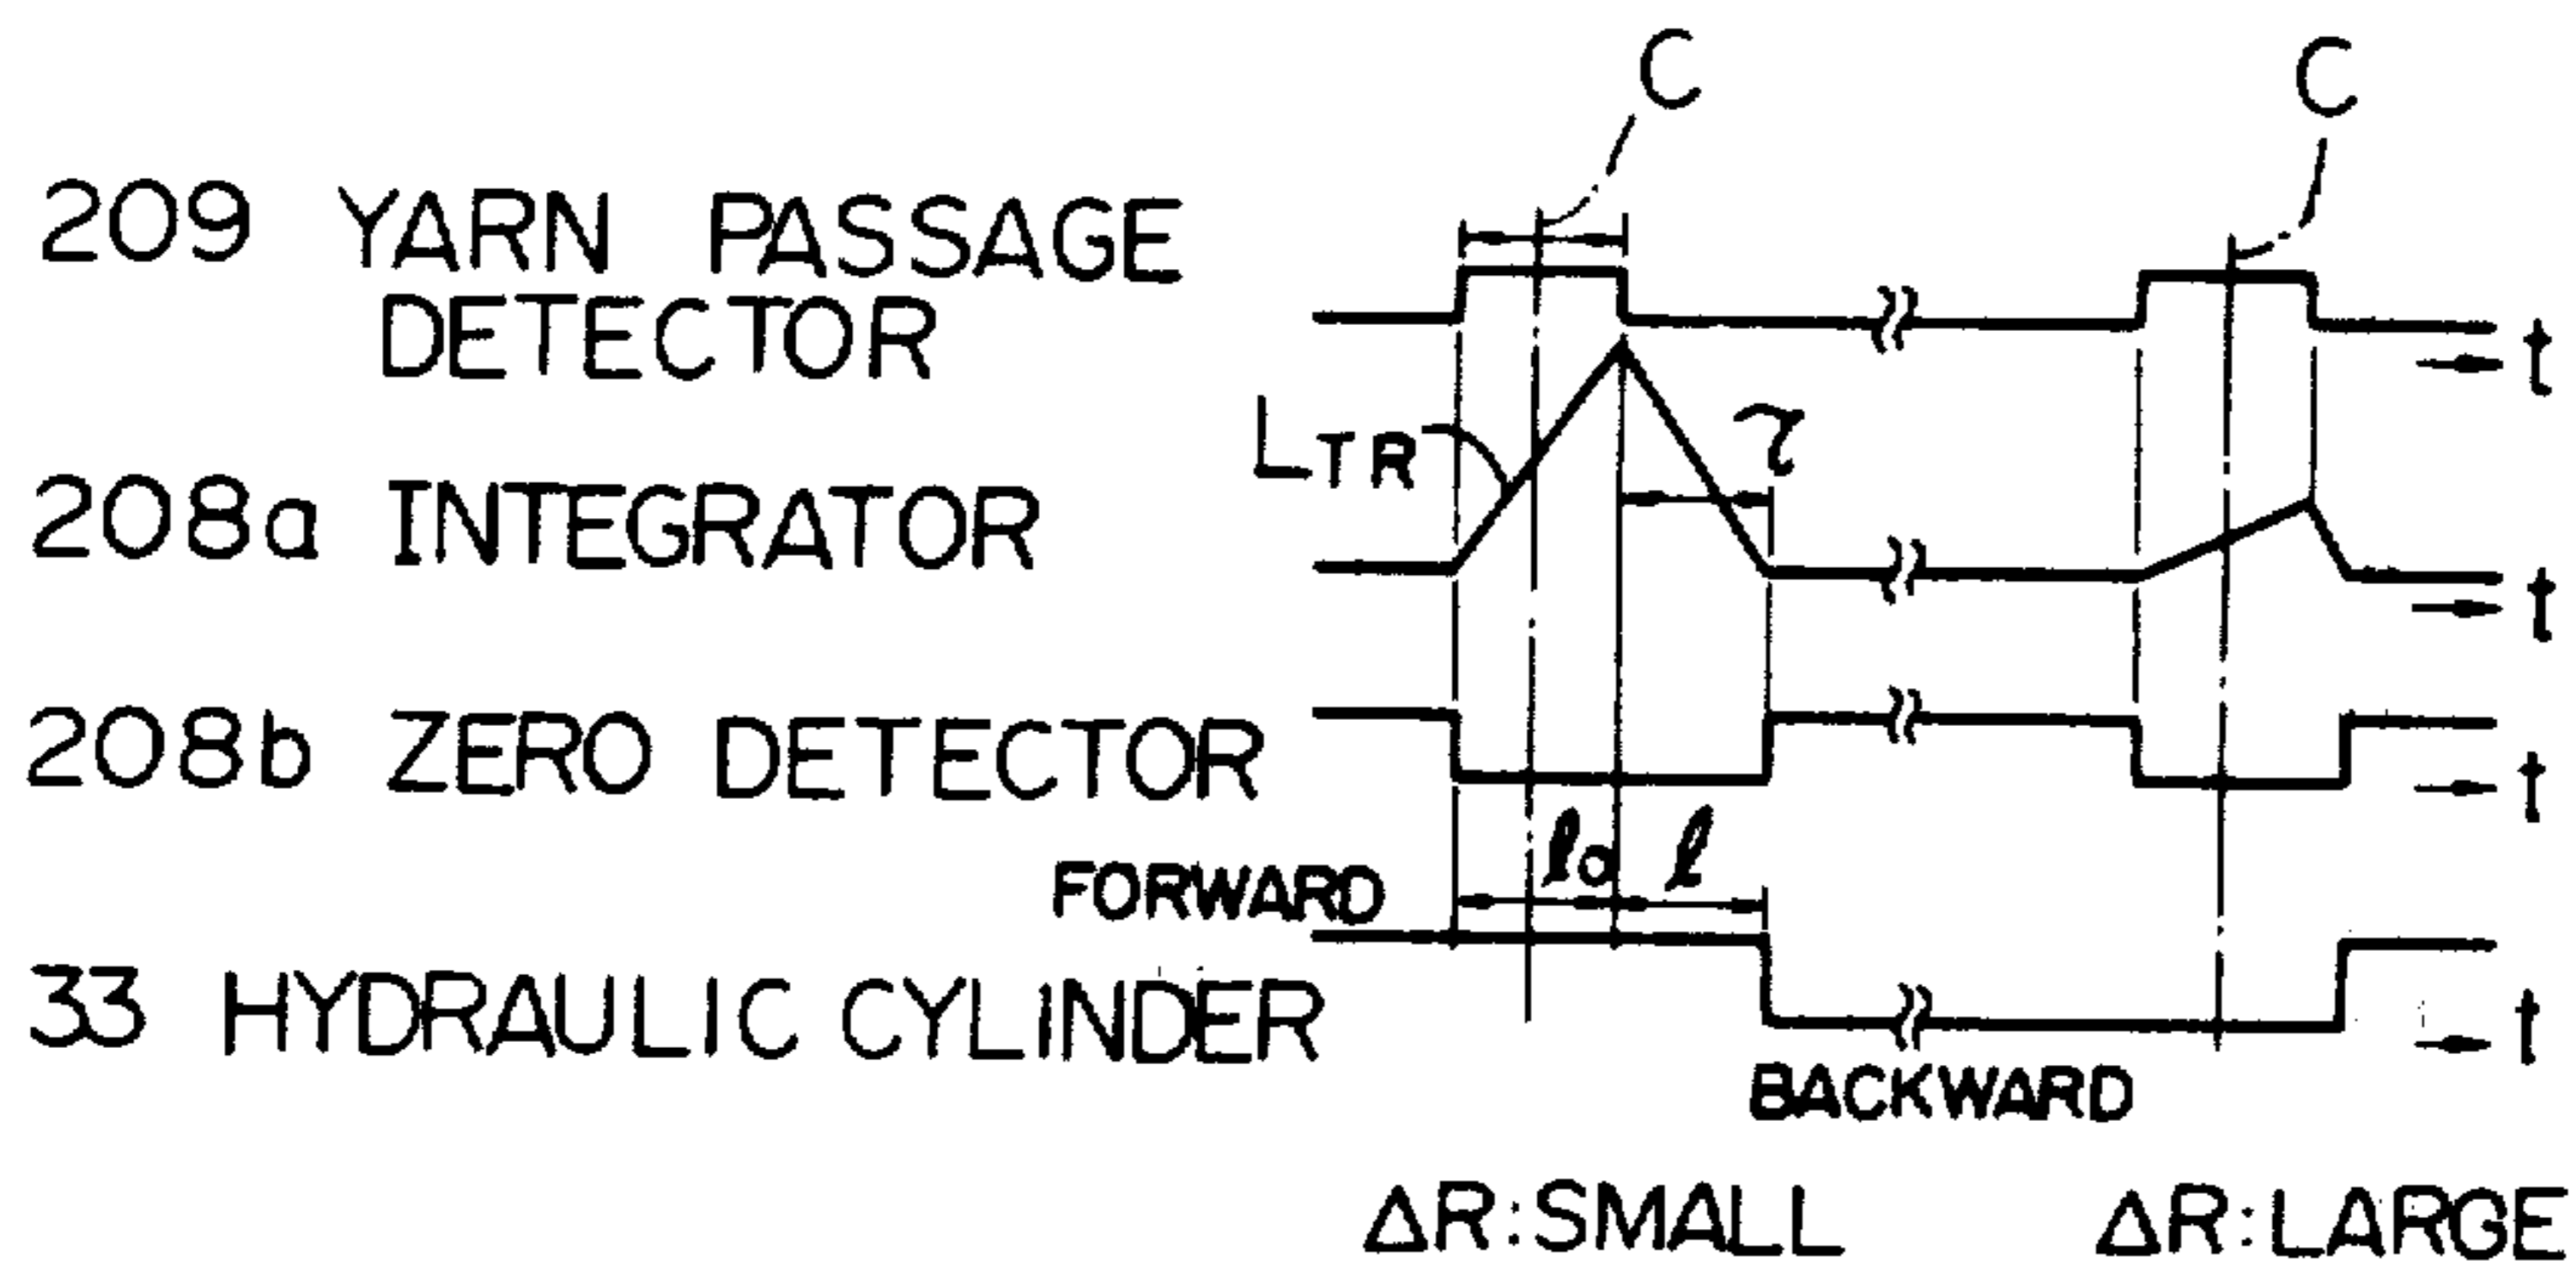 C
C
209 YARN PASSAGE
DETECTOR
t
LTR
τ
208a INTEGRATOR
t
208b ZERO DETECTOR
t
l0 l
FORWARD
33 HYDRAULIC CYLINDER
t
BACKWARD
ΔR:SMALL ΔR:LARGE